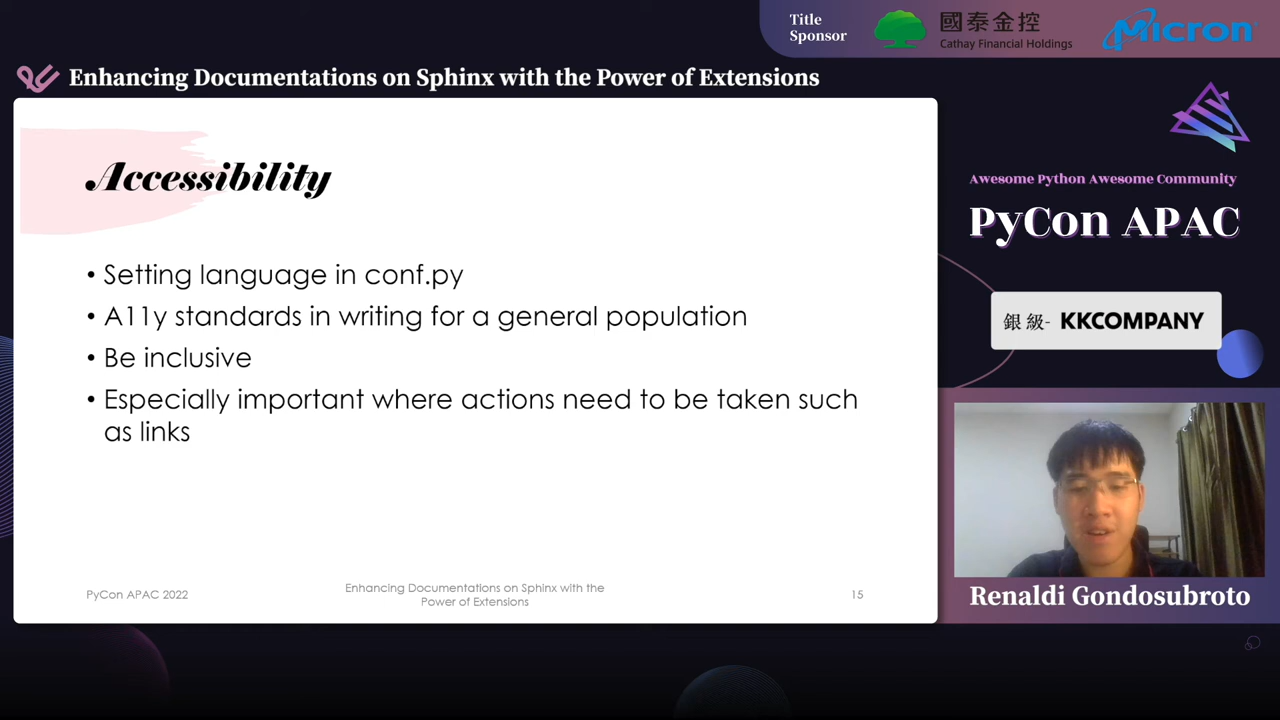 Title
Sponsor
國泰金控
Cathay Financial Holdings
Micron
Enhancing Documentations on Sphinx with the Power of Extensions
Accessibility
• Setting language in conf.py
• A11y standards in writing for a general population
• Be inclusive
• Especially important where actions need to be taken such
as links
PyCon APAC 2022
Enhancing Documentations on Sphinx with the
Power of Extensions
15
Awesome Python Awesome Community
PyCon APAC
銀級- KKCOMPANY
Renaldi Gondosubroto